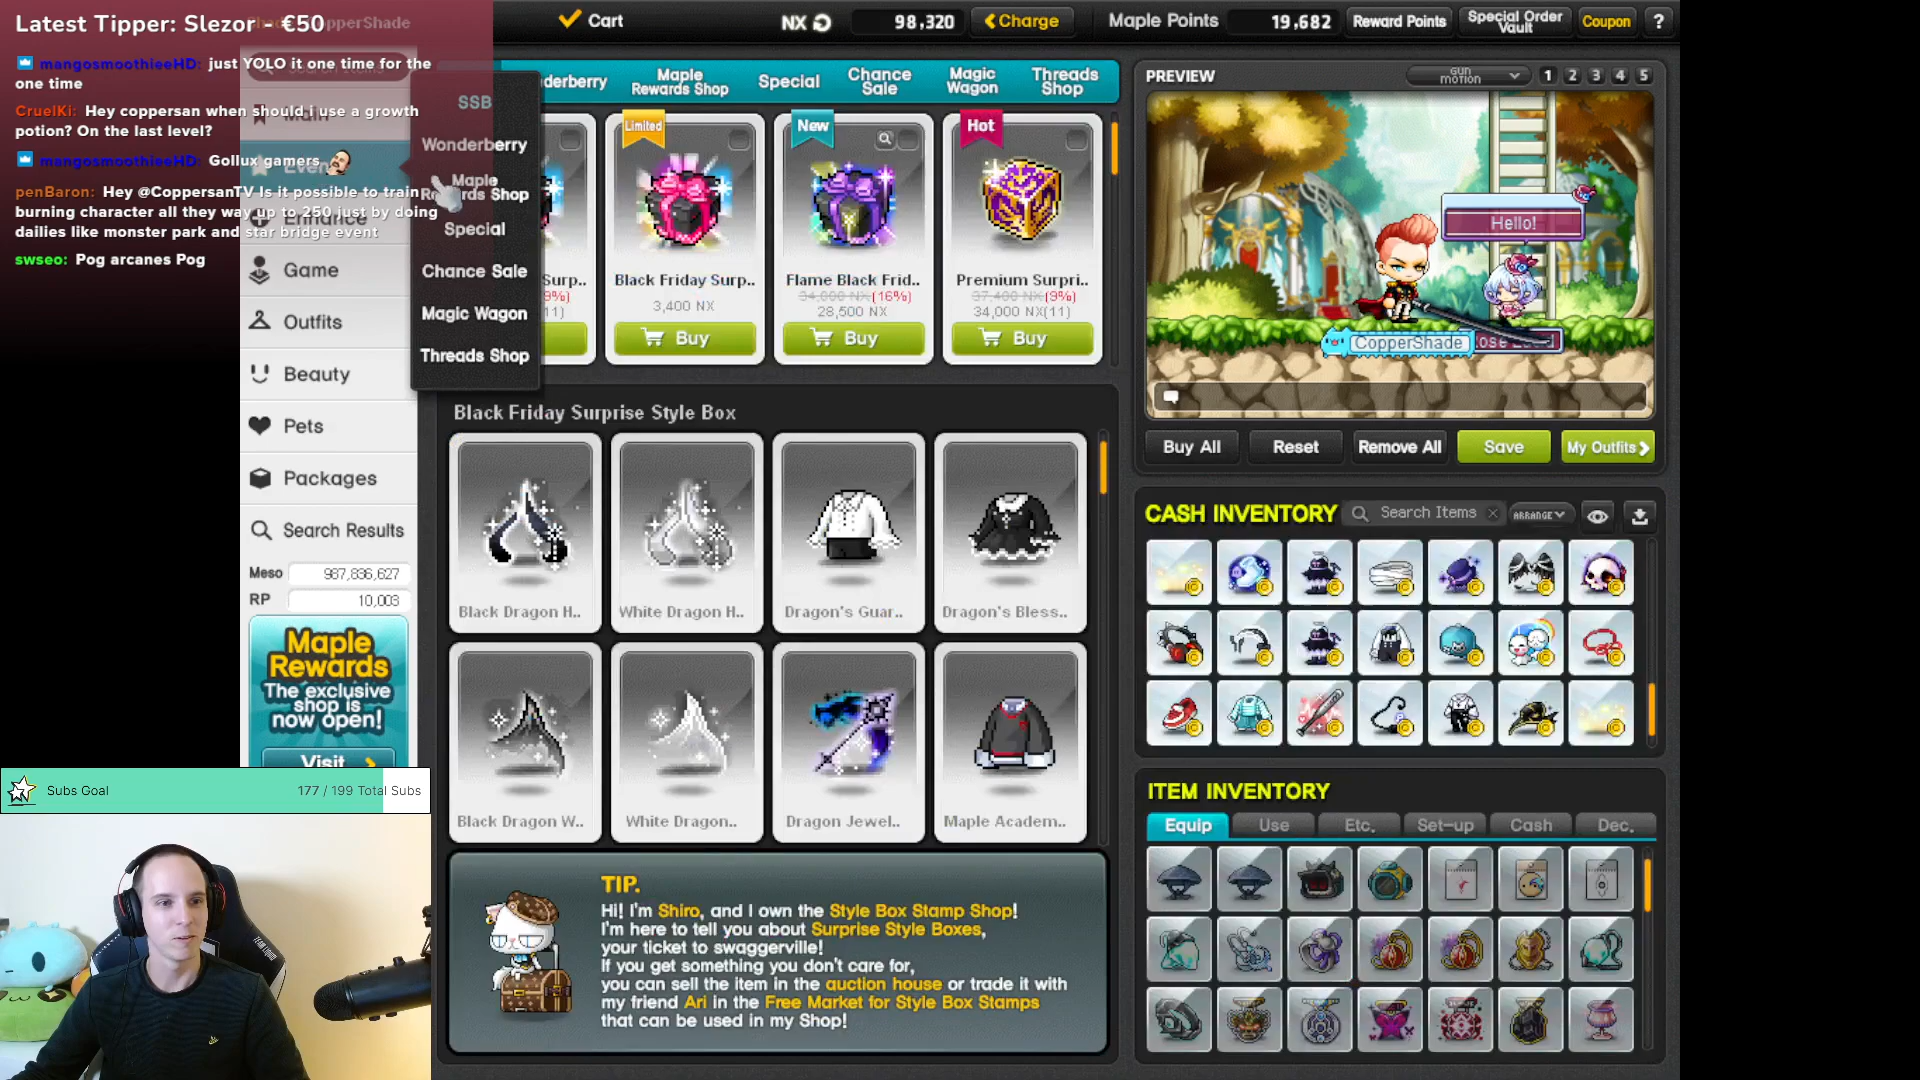 Latest Tipper: Slezor - €50
CopperShade
mangosmoothieeHD: just YOLO it one time for the
one time
CruelKi: Hey coppersan when should i use a growth
potion? On the last level?
mangosmoothieeHD: Gollux gamers
penBaron: Hey @CoppersanTV Is it possible to train
burning character all they way up to 250 just by doing
dailies like monster park and star bridge event
swseo: Pog arcanes Pog
Main
Event
Enhance
Game
Outfits
Beauty
Pets
Packages
Search Results
Meso 987,836,627
RP 10,003
Maple
Rewards
The exclusive
shop is
now open!
Visit
Subs Goal 177 / 199 Total Subs
SSB
Wonderberry
Maple
Rewards Shop
Special
Chance Sale
Magic Wagon
Threads Shop
Cart
NX 98,320
Charge
Maple Points 19,682
Reward Points
Special Order
Vault
Coupon
?
derberry
Maple
Rewards Shop
Special
Chance
Sale
Magic
Wagon
Threads
Shop
Surp..
9%)
11)
Limited
Black Friday Surp..
3,400 NX
Buy
New
Flame Black Frid..
34,000 NX(16%)
28,500 NX
Buy
Hot
Premium Surpri..
37,400 NX(9%)
34,000 NX(11)
Buy
Black Friday Surprise Style Box
Black Dragon H..
White Dragon H..
Dragon's Guar..
Dragon's Bless..
Black Dragon W..
White Dragon..
Dragon Jewel..
Maple Academ..
TIP.
Hi! I'm Shiro, and I own the Style Box Stamp Shop!
I'm here to tell you about Surprise Style Boxes,
your ticket to swaggerville!
If you get something you don't care for,
you can sell the item in the auction house or trade it with
my friend Ari in the Free Market for Style Box Stamps
that can be used in my Shop!
PREVIEW
GUN
MOTION
1 2 3 4 5
Hello!
CopperShade
Buy All
Reset
Remove All
Save
My Outfits
CASH INVENTORY
Search Items
ARRANGE
ITEM INVENTORY
Equip
Use
Etc.
Set-up
Cash
Dec.